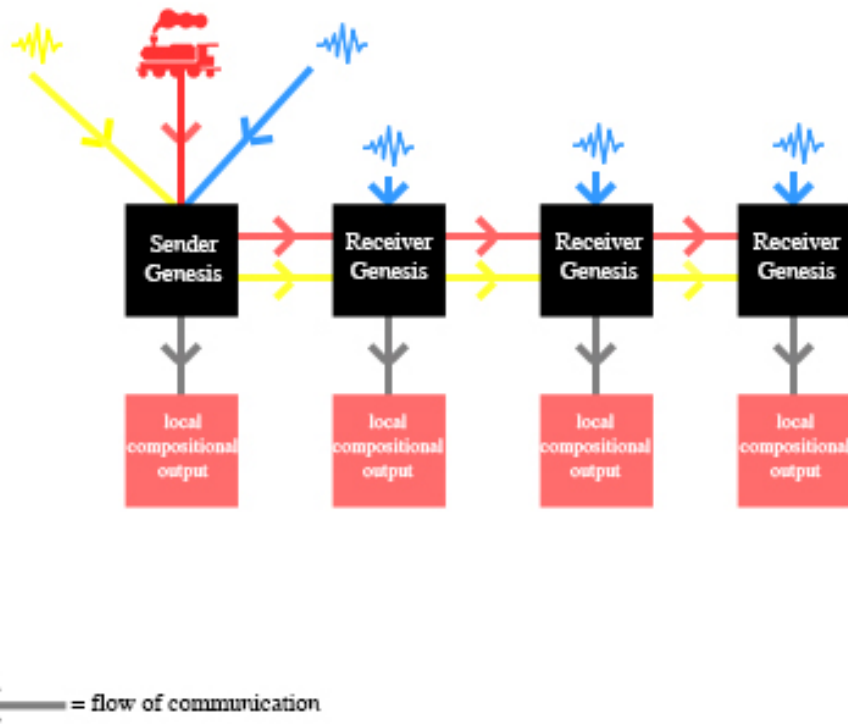 Sender
Genesis
Receiver
Genesis
Receiver
Genesis
Receiver
Genesis
local
compositional
output
local
compositional
output
local
compositional
output
local
compositional
output
= flow of communication